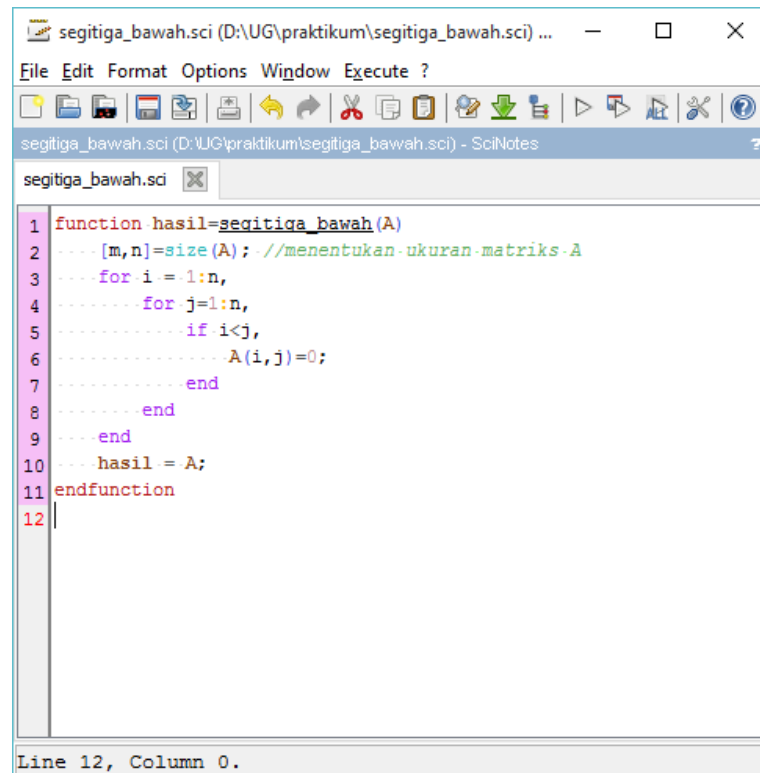 segitiga_bawah.sci (D:\UG\praktikum\segitiga_bawah.sci) ...
File Edit Format Options Window Execute ?
segitiga_bawah.sci (D:\UG\praktikum\segitiga_bawah.sci) - SciNotes ?
segitiga_bawah.sci
1 function hasil=segitiga_bawah(A)
2     [m,n]=size(A); //menentukan ukuran matriks A
3     for i = 1:n,
4         for j=1:n,
5             if i<j,
6                 A(i,j)=0;
7             end
8         end
9     end
10     hasil = A;
11 endfunction
12
Line 12, Column 0.